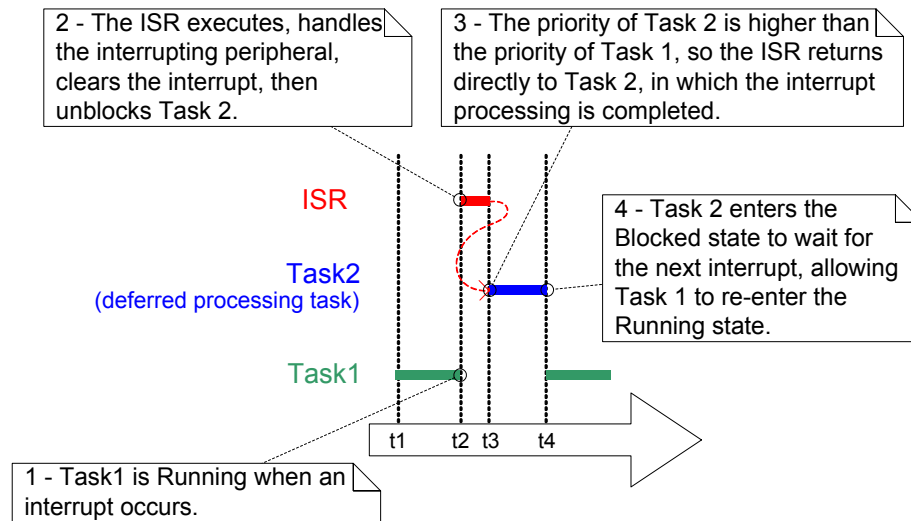 2 - The ISR executes, handles
the interrupting peripheral,
clears the interrupt, then
unblocks Task 2.
3 - The priority of Task 2 is higher than
the priority of Task 1, so the ISR returns
directly to Task 2, in which the interrupt
processing is completed.
ISR
Task2
(deferred processing task)
4 - Task 2 enters the
Blocked state to wait for
the next interrupt, allowing
Task 1 to re-enter the
Running state.
Task1
t1 t2 t3 t4
1 - Task1 is Running when an
interrupt occurs.